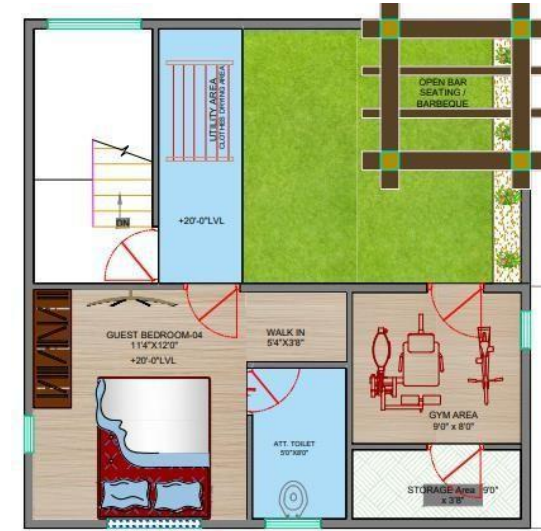 OPEN BAR
SEATING /
BARBEQUE
UTILITY AREA
CLOTHES DRYING AREA
+20'-0"LVL
DN
GUEST BEDROOM-04
11'4"X12'0"
+20'-0"LVL
WALK IN
5'4"X3'8"
GYM AREA
9'0" x 8'0"
ATT. TOILET
5'0"X8'0"
STORAGE Area 9'0"
x 3'8"